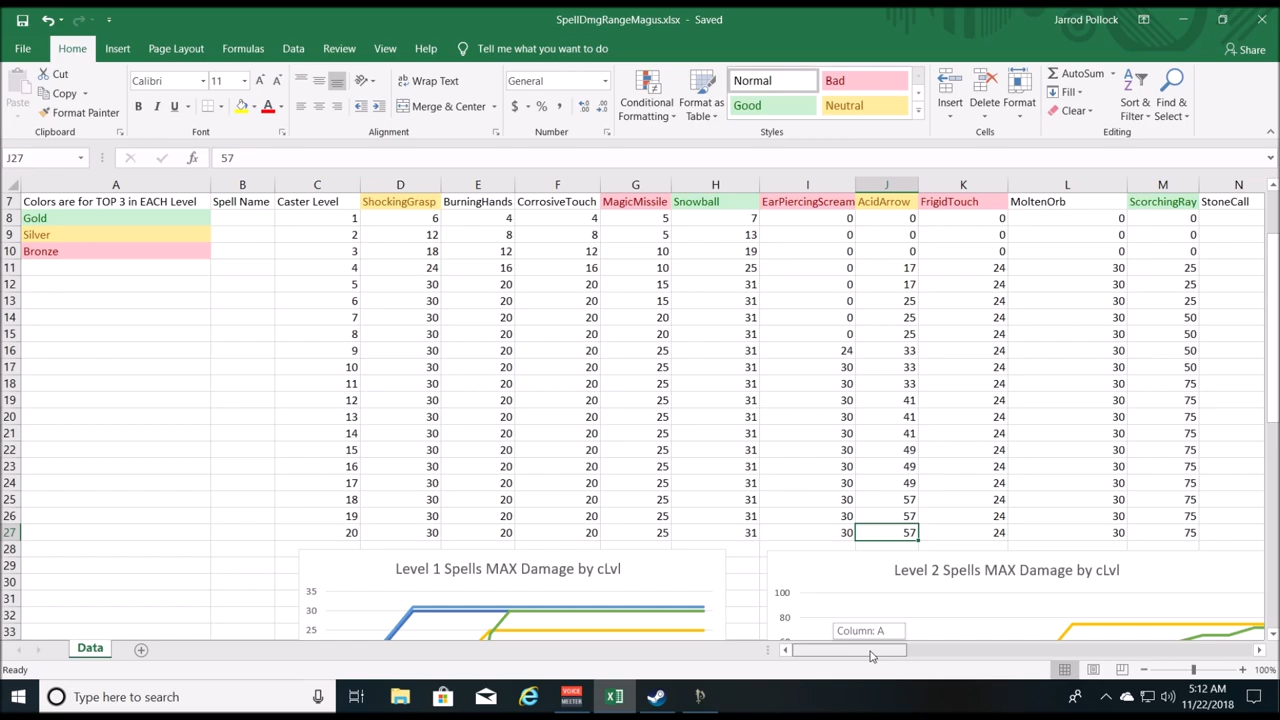 SpellDmgRangeMagus.xlsx - Saved
Jarrod Pollock
File Home Insert Page Layout Formulas Data Review View Help Tell me what you want to do Share
Cut
Copy
Format Painter
Paste
Calibri 11 A A
B I U A
Wrap Text
Merge & Center
General
$ % ,
Conditional Formatting
Format as Table
Normal Bad
Good Neutral
Insert Delete Format
AutoSum
Fill
Clear
Sort & Filter
Find & Select
Clipboard Font Alignment Number Styles Cells Editing
J27 fx 57
A B C D E F G H I J K L M N
7 Colors are for TOP 3 in EACH Level Spell Name Caster Level ShockingGrasp BurningHands CorrosiveTouch MagicMissile Snowball EarPiercingScream AcidArrow FrigidTouch MoltenOrb ScorchingRay StoneCall
8 Gold 1 6 4 4 5 7 0 0 0 0 0
9 Silver 2 12 8 8 5 13 0 0 0 0 0
10 Bronze 3 18 12 12 10 19 0 0 0 0 0
11 4 24 16 16 10 25 0 17 24 30 25
12 5 30 20 20 15 31 0 17 24 30 25
13 6 30 20 20 15 31 0 25 24 30 25
14 7 30 20 20 20 31 0 25 24 30 50
15 8 30 20 20 20 31 0 25 24 30 50
16 9 30 20 20 25 31 24 33 24 30 50
17 10 30 20 20 25 31 30 33 24 30 50
18 11 30 20 20 25 31 30 33 24 30 75
19 12 30 20 20 25 31 30 41 24 30 75
20 13 30 20 20 25 31 30 41 24 30 75
21 14 30 20 20 25 31 30 41 24 30 75
22 15 30 20 20 25 31 30 49 24 30 75
23 16 30 20 20 25 31 30 49 24 30 75
24 17 30 20 20 25 31 30 49 24 30 75
25 18 30 20 20 25 31 30 57 24 30 75
26 19 30 20 20 25 31 30 57 24 30 75
27 20 30 20 20 25 31 30 57 24 30 75
28
29 Level 1 Spells MAX Damage by cLvl Level 2 Spells MAX Damage by cLvl
30
31 35 100
32 30 80
33 25
Column: A
Data
Ready 100%
Type here to search
VOICE MEETER
5:12 AM
11/22/2018